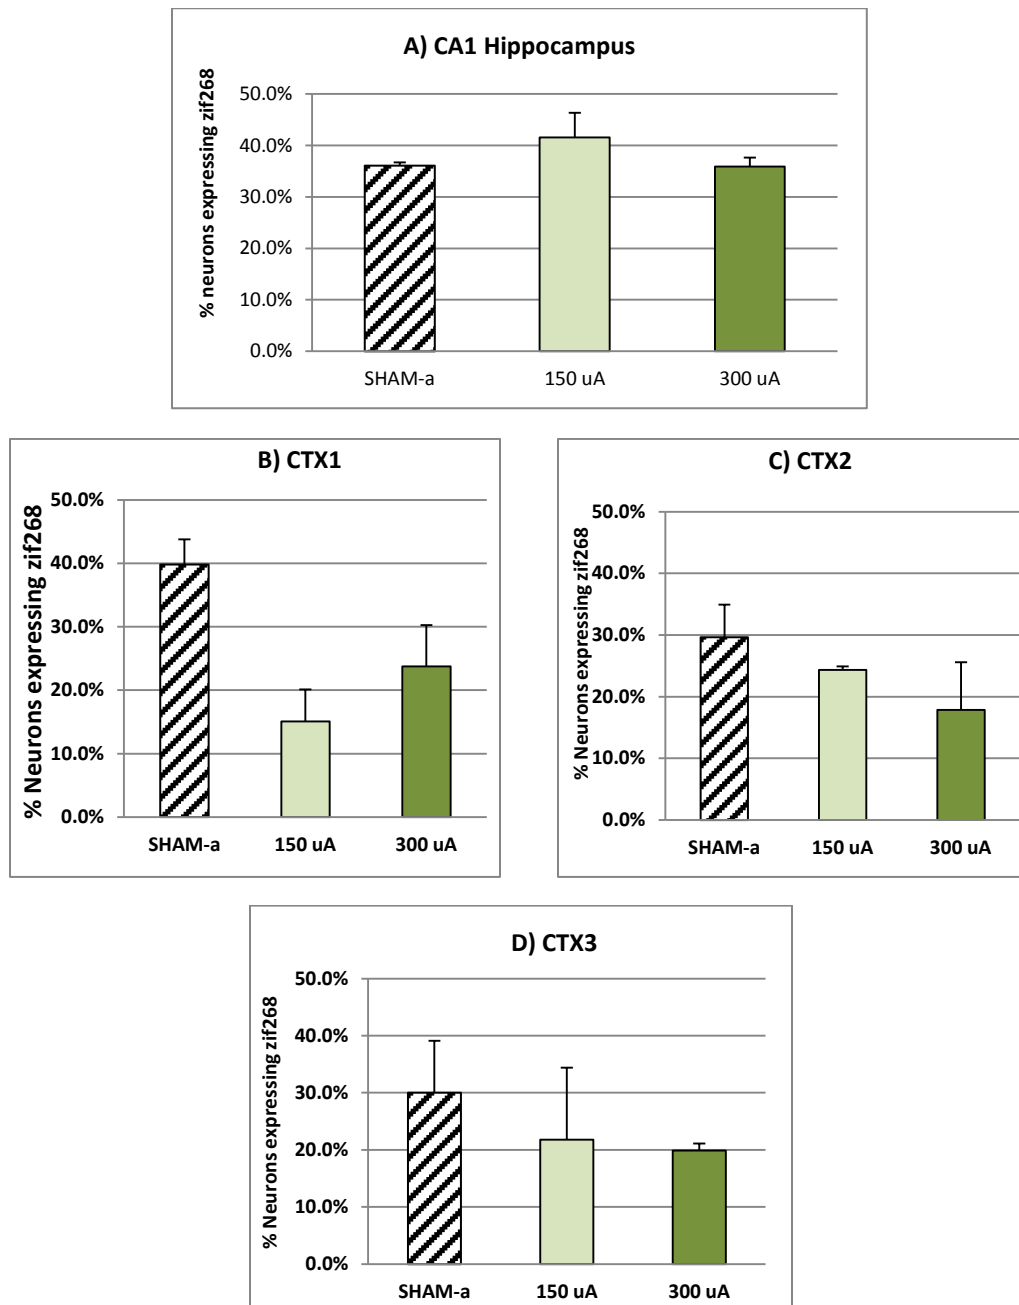 A) CA1 Hippocampus
% neurons expressing zif268
50.0%
40.0%
30.0%
20.0%
10.0%
0.0%
SHAM-a 150 uA 300 uA
B) CTX1
% Neurons expressing zif268
50.0%
40.0%
30.0%
20.0%
10.0%
0.0%
SHAM-a 150 uA 300 uA
C) CTX2
% Neurons expressing zif268
50.0%
40.0%
30.0%
20.0%
10.0%
0.0%
SHAM-a 150 uA 300 uA
D) CTX3
% Neurons expressing zif268
50.0%
40.0%
30.0%
20.0%
10.0%
0.0%
SHAM-a 150 uA 300 uA